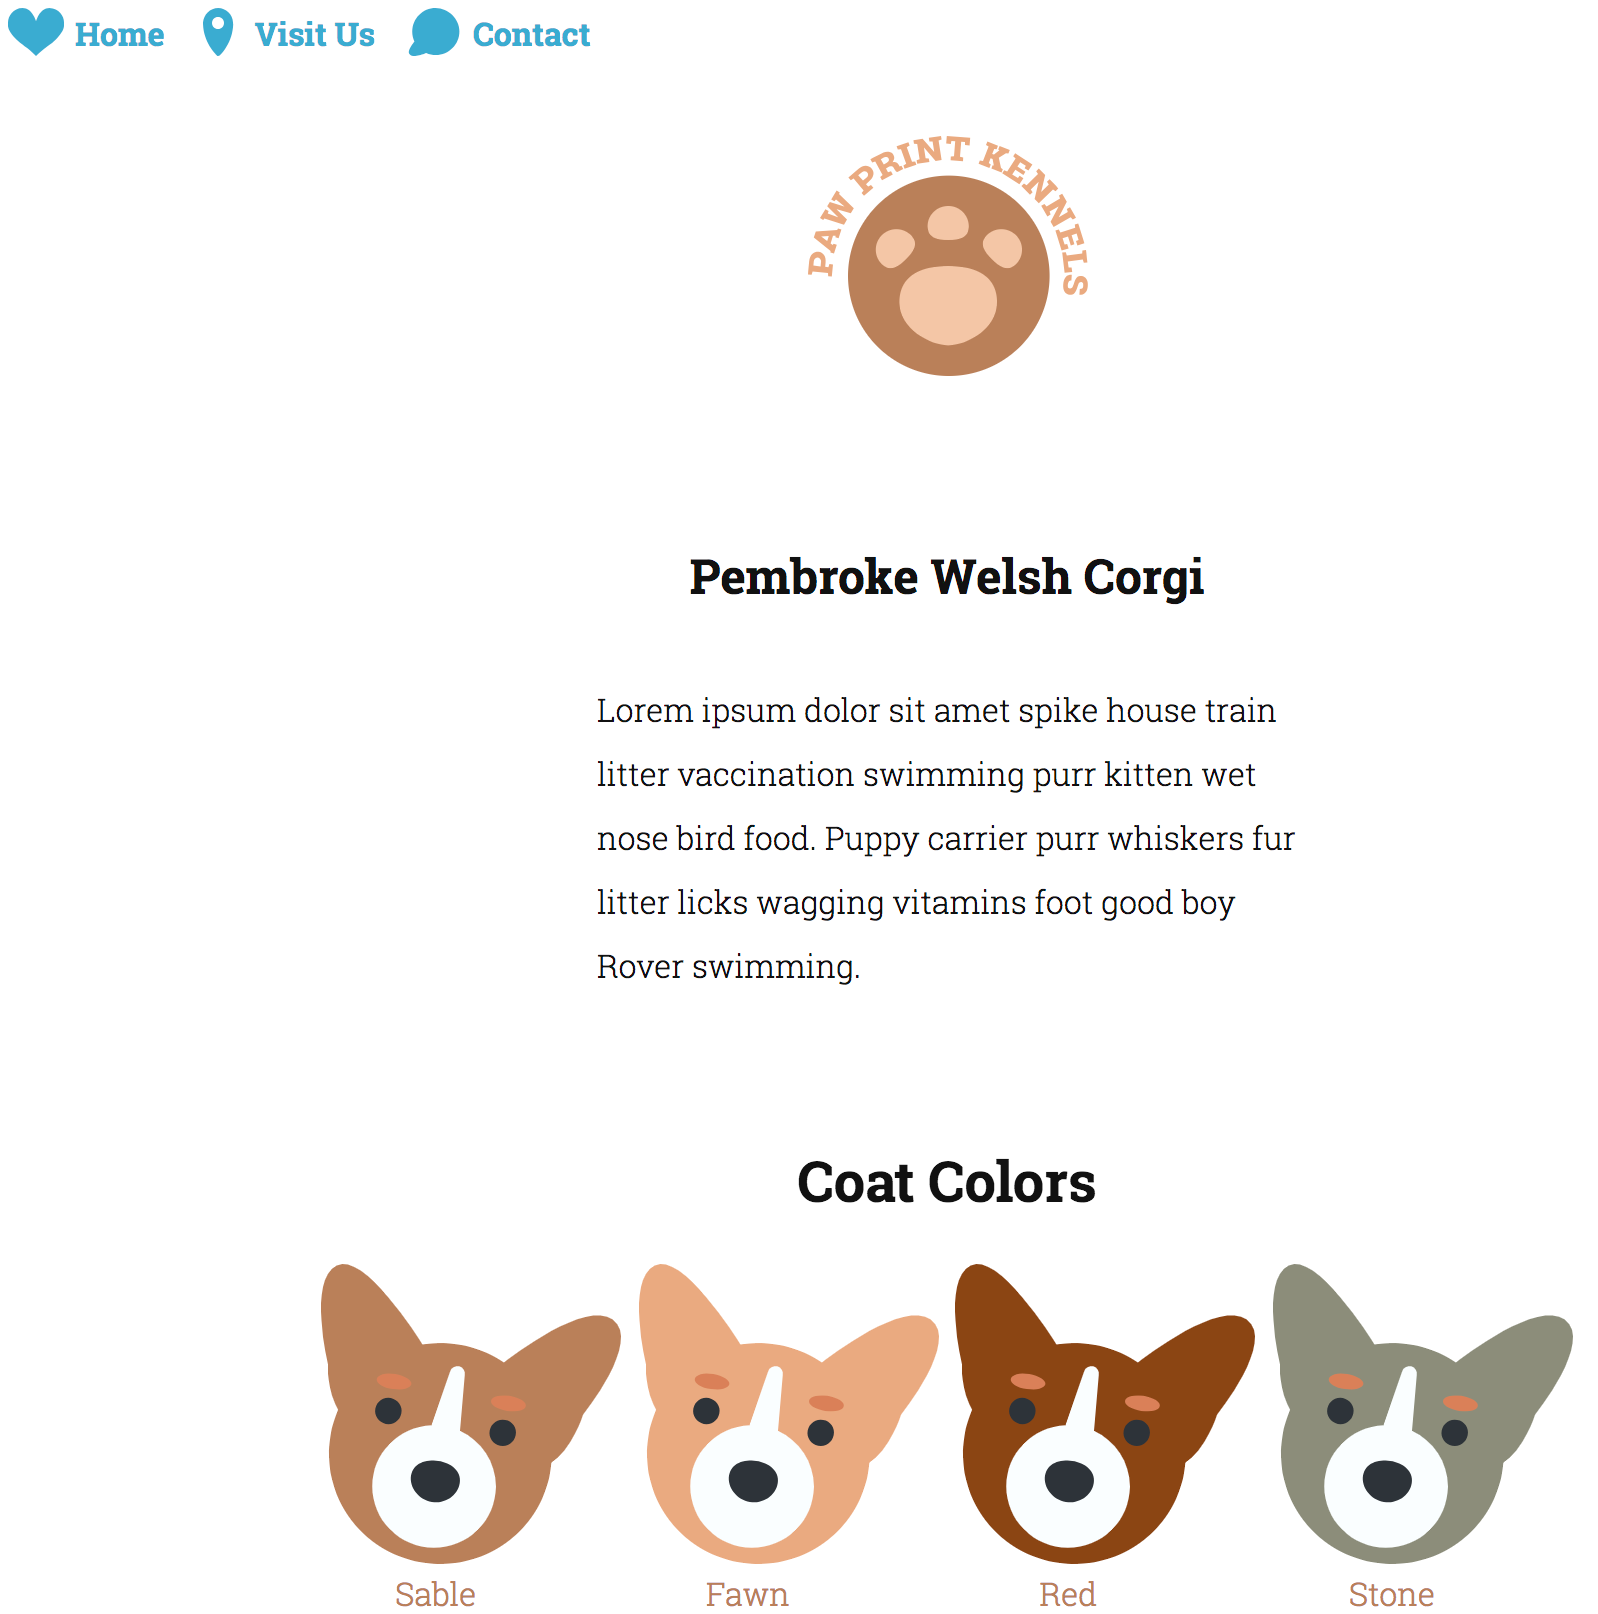 Home Visit Us Contact
PAW PRINT KENNELS
Pembroke Welsh Corgi
Lorem ipsum dolor sit amet spike house train
litter vaccination swimming purr kitten wet
nose bird food. Puppy carrier purr whiskers fur
litter licks wagging vitamins foot good boy
Rover swimming.
Coat Colors
Sable Fawn Red Stone